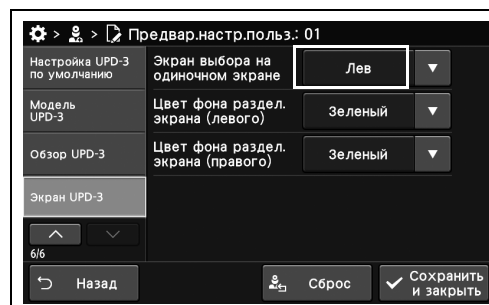 > > Предвар.настр.польз.: 01
Настройка UPD-3
по умолчанию
Экран выбора на
одиночном экране
Лев
Модель
UPD-3
Цвет фона раздел.
экрана (левого)
Зеленый
Обзор UPD-3
Цвет фона раздел.
экрана (правого)
Зеленый
Экран UPD-3
6/6
Назад
Сброс
Сохранить
и закрыть